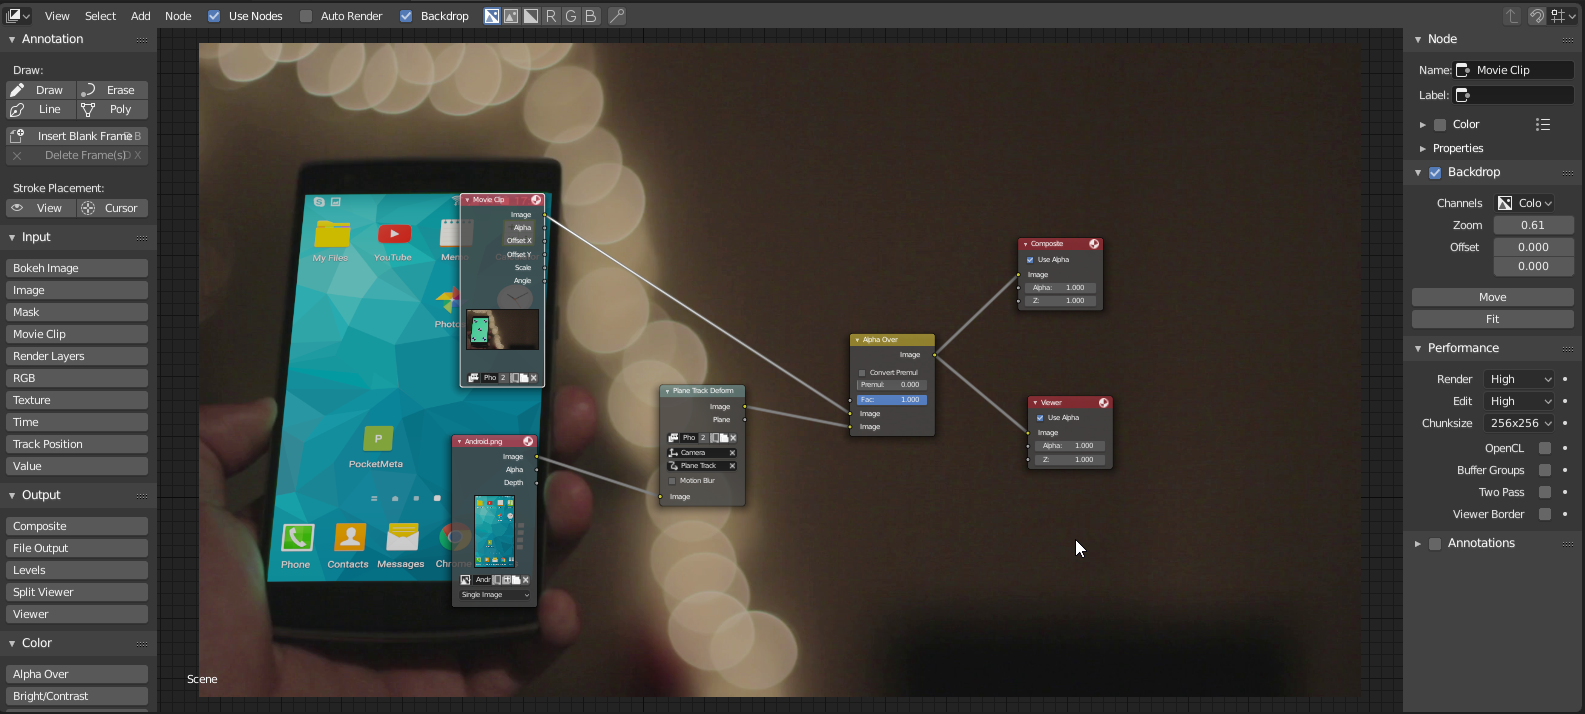 View Select Add Node Use Nodes Auto Render Backdrop R G B
Annotation
Draw:
Draw Erase
Line Poly
Insert Blank Frame B
Delete Frame(s) X
Stroke Placement:
View Cursor
Input
Bokeh Image
Image
Mask
Movie Clip
Render Layers
RGB
Texture
Time
Track Position
Value
Output
Composite
File Output
Levels
Split Viewer
Viewer
Color
Alpha Over
Bright/Contrast
My Files YouTube Memo
Photos
P
PocketMeta
Phone Contacts Messages Chrome
Scene
Movie Clip
Image
Alpha
Offset X
Offset Y
Scale
Angle
Pho 2
Android.png
Image
Alpha
Depth
Andr
Single Image
Plane Track Deform
Image
Plane
Pho 2
Camera
Plane Track
Motion Blur
Image
Alpha Over
Image
Convert Premul
Premul: 0.000
Fac: 1.000
Image
Image
Composite
Use Alpha
Image
Alpha: 1.000
Z: 1.000
Viewer
Use Alpha
Image
Alpha: 1.000
Z: 1.000
Node
Name: Movie Clip
Label:
Color
Properties
Backdrop
Channels Colo
Zoom 0.61
Offset 0.000
0.000
Move
Fit
Performance
Render High
Edit High
Chunksize 256x256
OpenCL
Buffer Groups
Two Pass
Viewer Border
Annotations